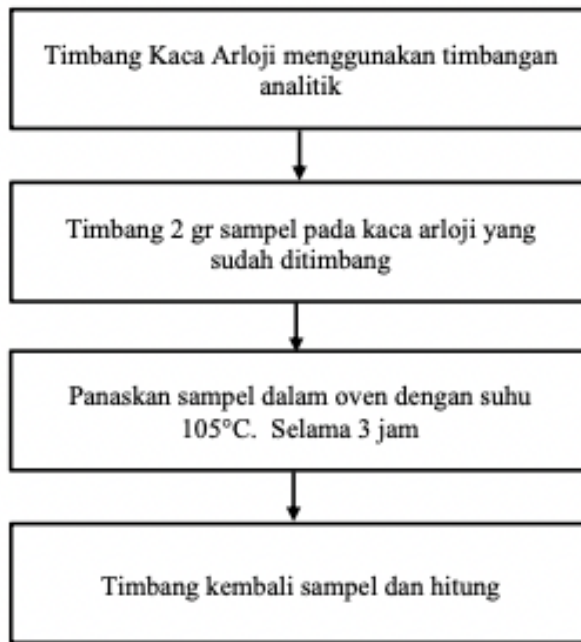 Timbang Kaca Arloji menggunakan timbangan
analitik
Timbang 2 gr sampel pada kaca arloji yang
sudah ditimbang
Panaskan sampel dalam oven dengan suhu
105°C.  Selama 3 jam
Timbang kembali sampel dan hitung